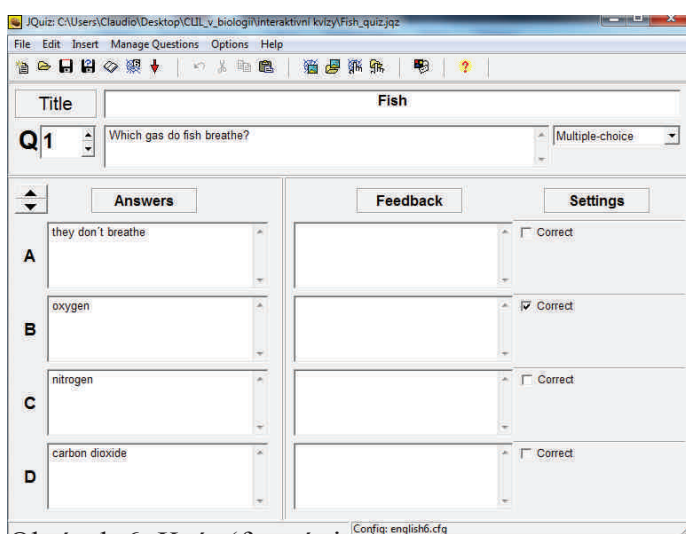 JQuiz: C:\Users\Claudio\Desktop\CLIL_v_biologii\interaktivní kvízy\Fish_quiz.jqz
File Edit Insert Manage Questions Options Help
Title
Fish
Q 1
Which gas do fish breathe?
Multiple-choice
Answers
Feedback
Settings
A
they don´t breathe
Correct
B
oxygen
Correct
C
nitrogen
Correct
D
carbon dioxide
Correct
Config: english6.cfg